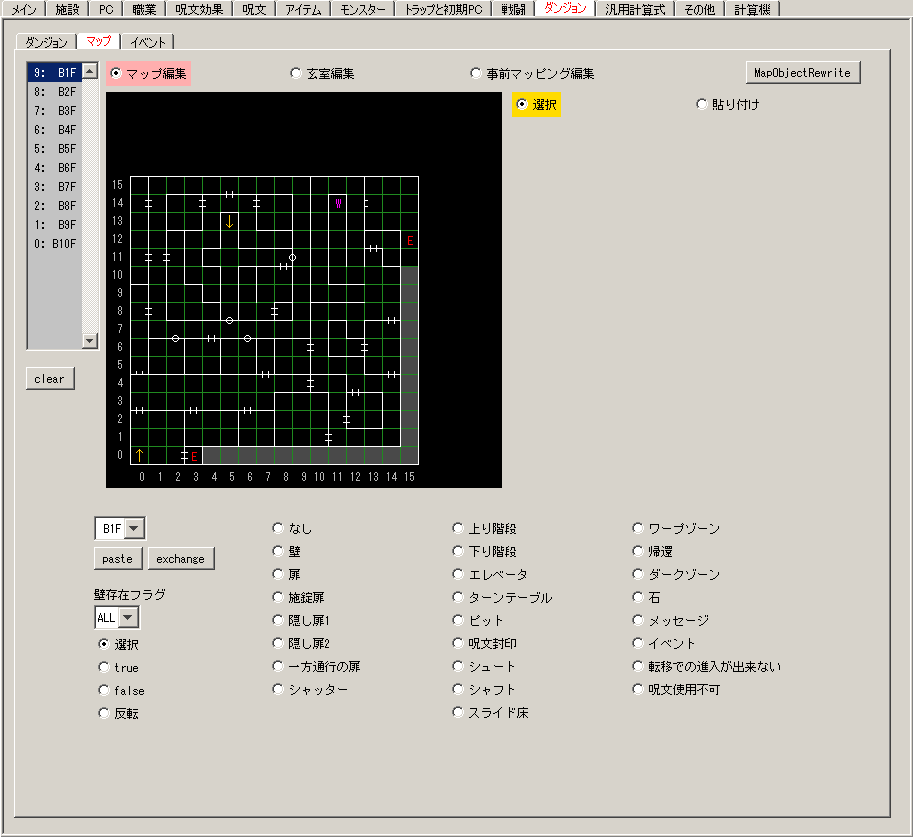 メイン 施設 PC 職業 呪文効果 呪文 アイテム モンスター トラップと初期PC 戦闘 ダンジョン 汎用計算式 その他 計算機
ダンジョン マップ イベント
9: B1F
8: B2F
7: B3F
6: B4F
5: B5F
4: B6F
3: B7F
2: B8F
1: B9F
0: B10F
clear
マップ編集 玄室編集 事前マッピング編集 MapObjectRewrite
選択 貼り付け
15
14
13
12 E
11
10
9
8
7
6
5
4
3
2
1
0 E
0 1 2 3 4 5 6 7 8 9 10 11 12 13 14 15
B1F
paste exchange
壁存在フラグ
ALL
選択
true
false
反転
なし
壁
扉
施錠扉
隠し扉1
隠し扉2
一方通行の扉
シャッター
上り階段
下り階段
エレベータ
ターンテーブル
ピット
呪文封印
シュート
シャフト
スライド床
ワープゾーン
帰還
ダークゾーン
石
メッセージ
イベント
転移での進入が出来ない
呪文使用不可